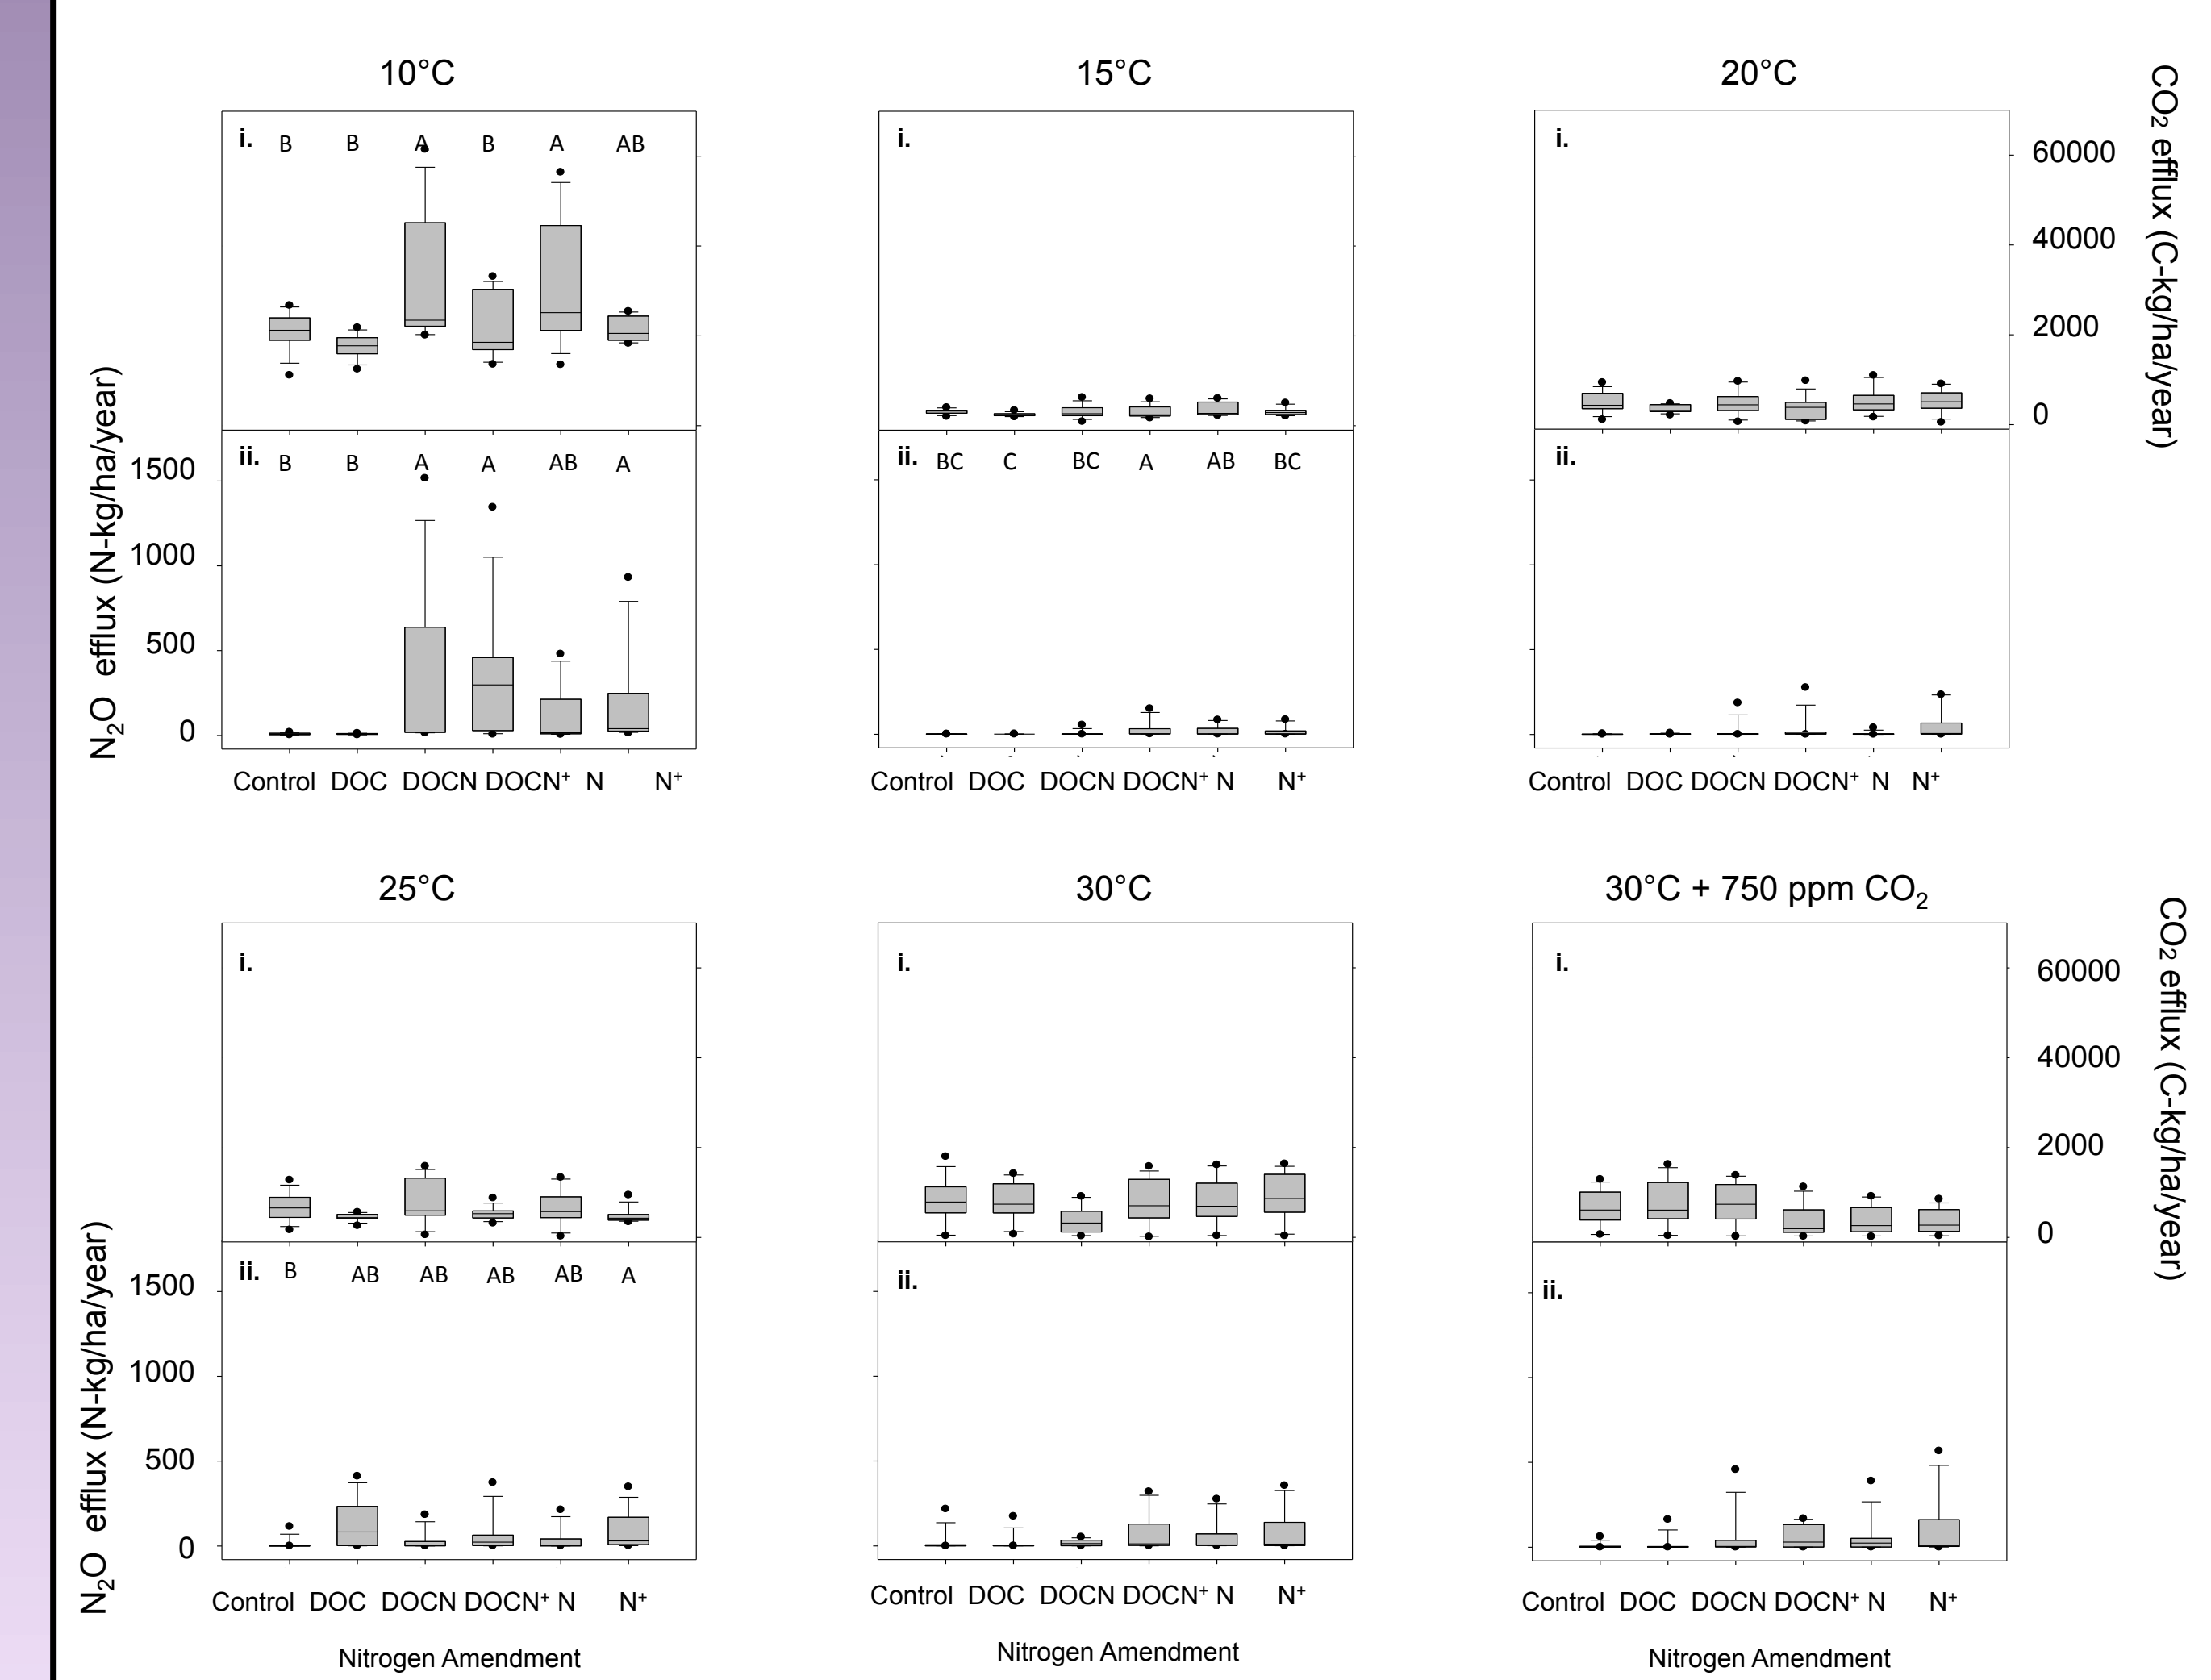 10°C
15°C
20°C
i. B B A B A AB
i.
i.
60000
40000
2000
0
CO₂ efflux (C-kg/ha/year)
ii. B B A A AB A
ii. BC C BC A AB BC
ii.
1500
1000
500
0
N₂O efflux (N-kg/ha/year)
Control DOC DOCN DOCN⁺ N N⁺
Control DOC DOCN DOCN⁺ N N⁺
Control DOC DOCN DOCN⁺ N N⁺
25°C
30°C
30°C + 750 ppm CO₂
i.
i.
i.
60000
40000
2000
0
CO₂ efflux (C-kg/ha/year)
ii. B AB AB AB AB A
ii.
ii.
1500
1000
500
0
N₂O efflux (N-kg/ha/year)
Control DOC DOCN DOCN⁺ N N⁺
Control DOC DOCN DOCN⁺ N N⁺
Control DOC DOCN DOCN⁺ N N⁺
Nitrogen Amendment
Nitrogen Amendment
Nitrogen Amendment